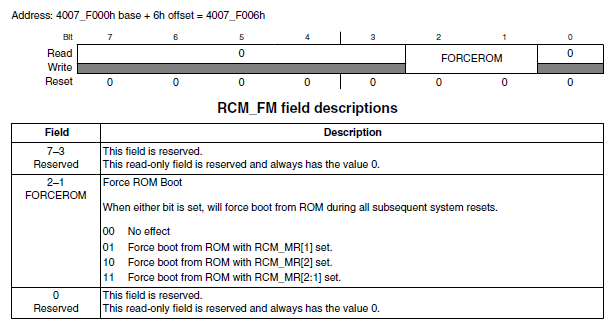 Address: 4007_F000h base + 6h offset = 4007_F006h
Bit 7 6 5 4 3 2 1 0
Read 0 FORCEROM 0
Write
Reset 0 0 0 0 0 0 0 0
RCM_FM field descriptions
Field Description
7–3 This field is reserved.
Reserved This read-only field is reserved and always has the value 0.
2–1 Force ROM Boot
FORCEROM
When either bit is set, will force boot from ROM during all subsequent system resets.
00 No effect
01 Force boot from ROM with RCM_MR[1] set.
10 Force boot from ROM with RCM_MR[2] set.
11 Force boot from ROM with RCM_MR[2:1] set.
0 This field is reserved.
Reserved This read-only field is reserved and always has the value 0.